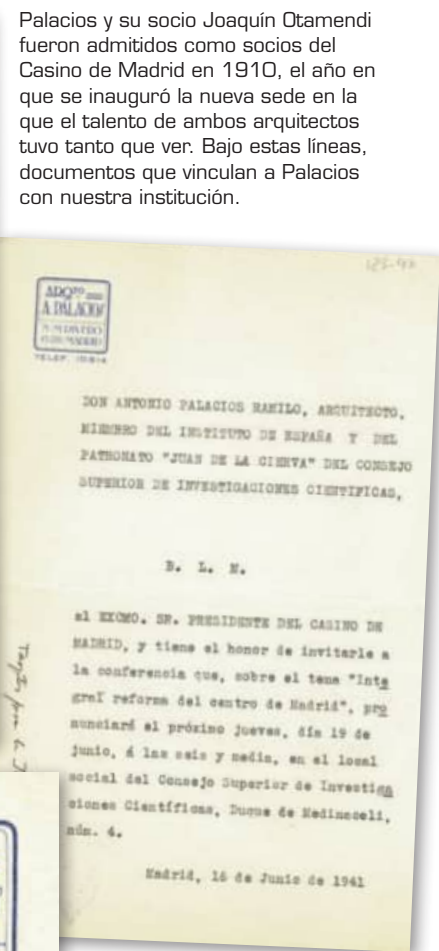 Palacios y su socio Joaquín Otamendi
fueron admitidos como socios del
Casino de Madrid en 1910, el año en
que se inauguró la nueva sede en la
que el talento de ambos arquitectos
tuvo tanto que ver. Bajo estas líneas,
documentos que vinculan a Palacios
con nuestra institución.
A. PALACIOS
TELEF.
DON ANTONIO PALACIOS RAMILO, ARQUITECTO,
MIEMBRO DEL INSTITUTO DE ESPAÑA Y DEL
PATRONATO "JUAN DE LA CIERVA" DEL CONSEJO
SUPERIOR DE INVESTIGACIONES CIENTIFICAS,
B. L. M.
al EXCMO. SR. PRESIDENTE DEL CASINO DE
MADRID, y tiene el honor de invitarle a
la conferencia que, sobre el tema "Inte
gral reforma del centro de Madrid", pro
nunciará el próximo jueves, día 19 de
junio, á las seis y media, en el local
social del Consejo Superior de Investiga
ciones Científicas, Duque de Medinaceli,
núm. 4.
Madrid, 16 de Junio de 1941